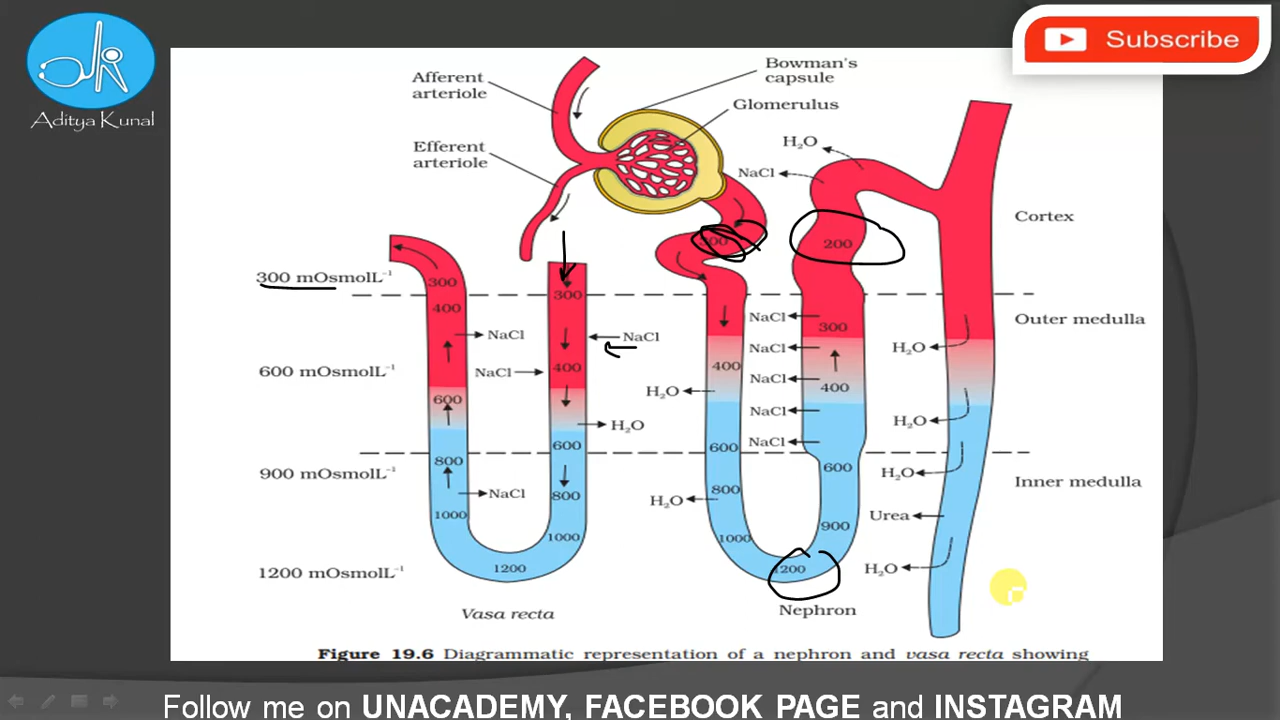 Aditya Kunal
Subscribe
Afferent
arteriole
Efferent
arteriole
Bowman's
capsule
Glomerulus
H₂O
NaCl
Cortex
300
200
300 mOsmolL⁻¹
300
400
300
NaCl
NaCl
NaCl
400
NaCl
300
NaCl
NaCl
NaCl
NaCl
Outer medulla
H₂O
600 mOsmolL⁻¹
600
H₂O
600
400
H₂O
600
400
H₂O
900 mOsmolL⁻¹
800
NaCl
1000
800
1000
1200
H₂O
800
1000
1200
600
900
H₂O
Inner medulla
Urea
H₂O
1200 mOsmolL⁻¹
Vasa recta
Nephron
Figure 19.6 Diagrammatic representation of a nephron and vasa recta showing
Follow me on UNACADEMY, FACEBOOK PAGE and INSTAGRAM